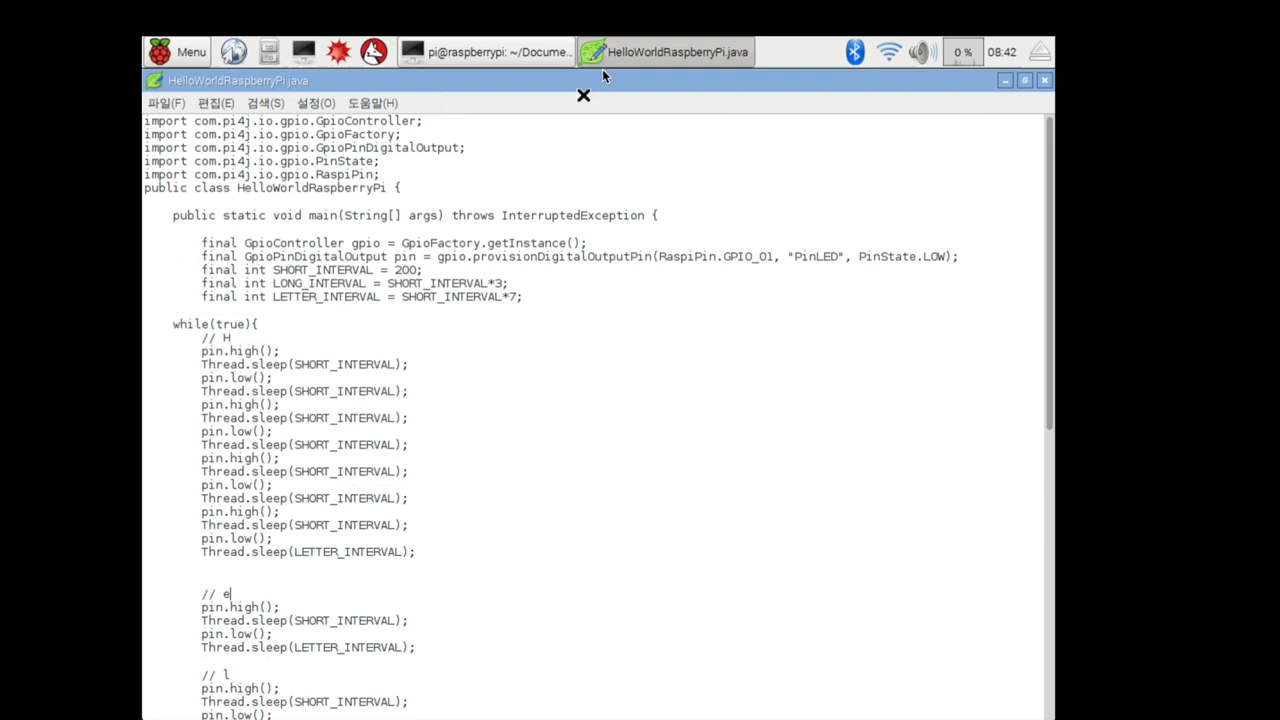 Menu
pi@raspberrypi: ~/Docume...
HelloWorldRaspberryPi.java
0 %
08:42
HelloWorldRaspberryPi.java
파일(F) 편집(E) 검색(S) 설정(O) 도움말(H)
import com.pi4j.io.gpio.GpioController;
import com.pi4j.io.gpio.GpioFactory;
import com.pi4j.io.gpio.GpioPinDigitalOutput;
import com.pi4j.io.gpio.PinState;
import com.pi4j.io.gpio.RaspiPin;
public class HelloWorldRaspberryPi {
public static void main(String[] args) throws InterruptedException {
final GpioController gpio = GpioFactory.getInstance();
final GpioPinDigitalOutput pin = gpio.provisionDigitalOutputPin(RaspiPin.GPIO_01, "PinLED", PinState.LOW);
final int SHORT_INTERVAL = 200;
final int LONG_INTERVAL = SHORT_INTERVAL*3;
final int LETTER_INTERVAL = SHORT_INTERVAL*7;
while(true){
// H
pin.high();
Thread.sleep(SHORT_INTERVAL);
pin.low();
Thread.sleep(SHORT_INTERVAL);
pin.high();
Thread.sleep(SHORT_INTERVAL);
pin.low();
Thread.sleep(SHORT_INTERVAL);
pin.high();
Thread.sleep(SHORT_INTERVAL);
pin.low();
Thread.sleep(SHORT_INTERVAL);
pin.high();
Thread.sleep(SHORT_INTERVAL);
pin.low();
Thread.sleep(LETTER_INTERVAL);
// e
pin.high();
Thread.sleep(SHORT_INTERVAL);
pin.low();
Thread.sleep(LETTER_INTERVAL);
// l
pin.high();
Thread.sleep(SHORT_INTERVAL);
pin.low();